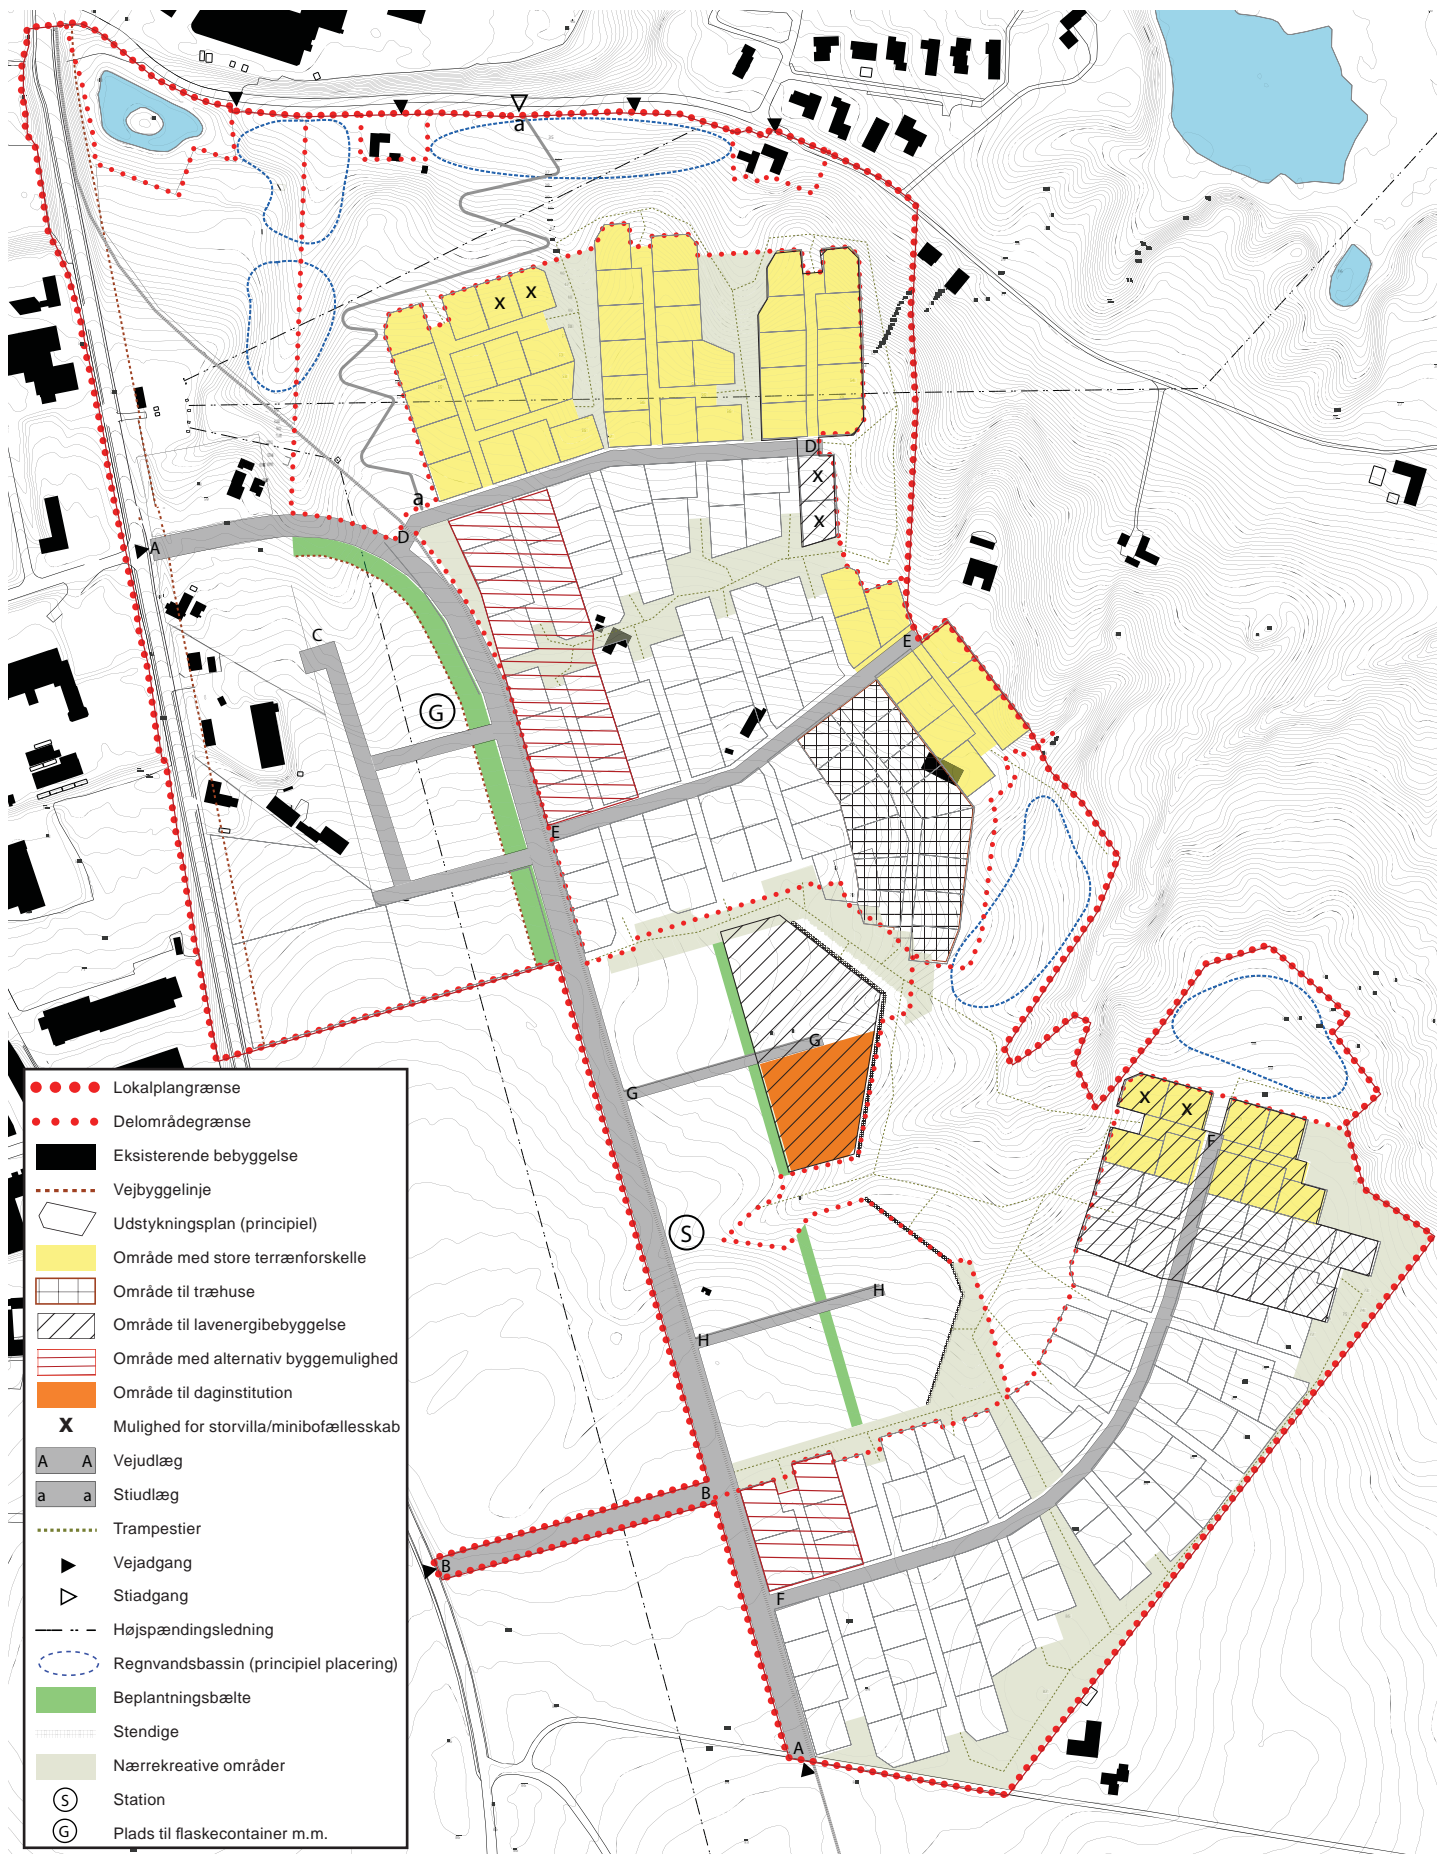 a
X
X
D
X
a
X
D
A
C
E
G
E
G
G
X
X
F
S
H
H
B
B
F
A
Lokalplangrænse
Delområdegrænse
Eksisterende bebyggelse
Vejbyggelinje
Udstykningsplan (principiel)
Område med store terrænforskelle
Område til træhuse
Område til lavenergibebyggelse
Område med alternativ byggemulighed
Område til daginstitution
X Mulighed for storvilla/minibofællesskab
A A Vejudlæg
a a Stiudlæg
Trampestier
Vejadgang
Stiadgang
Højspændingsledning
Regnvandsbassin (principiel placering)
Beplantningsbælte
Stendige
Nærrekreative områder
S Station
G Plads til flaskecontainer m.m.